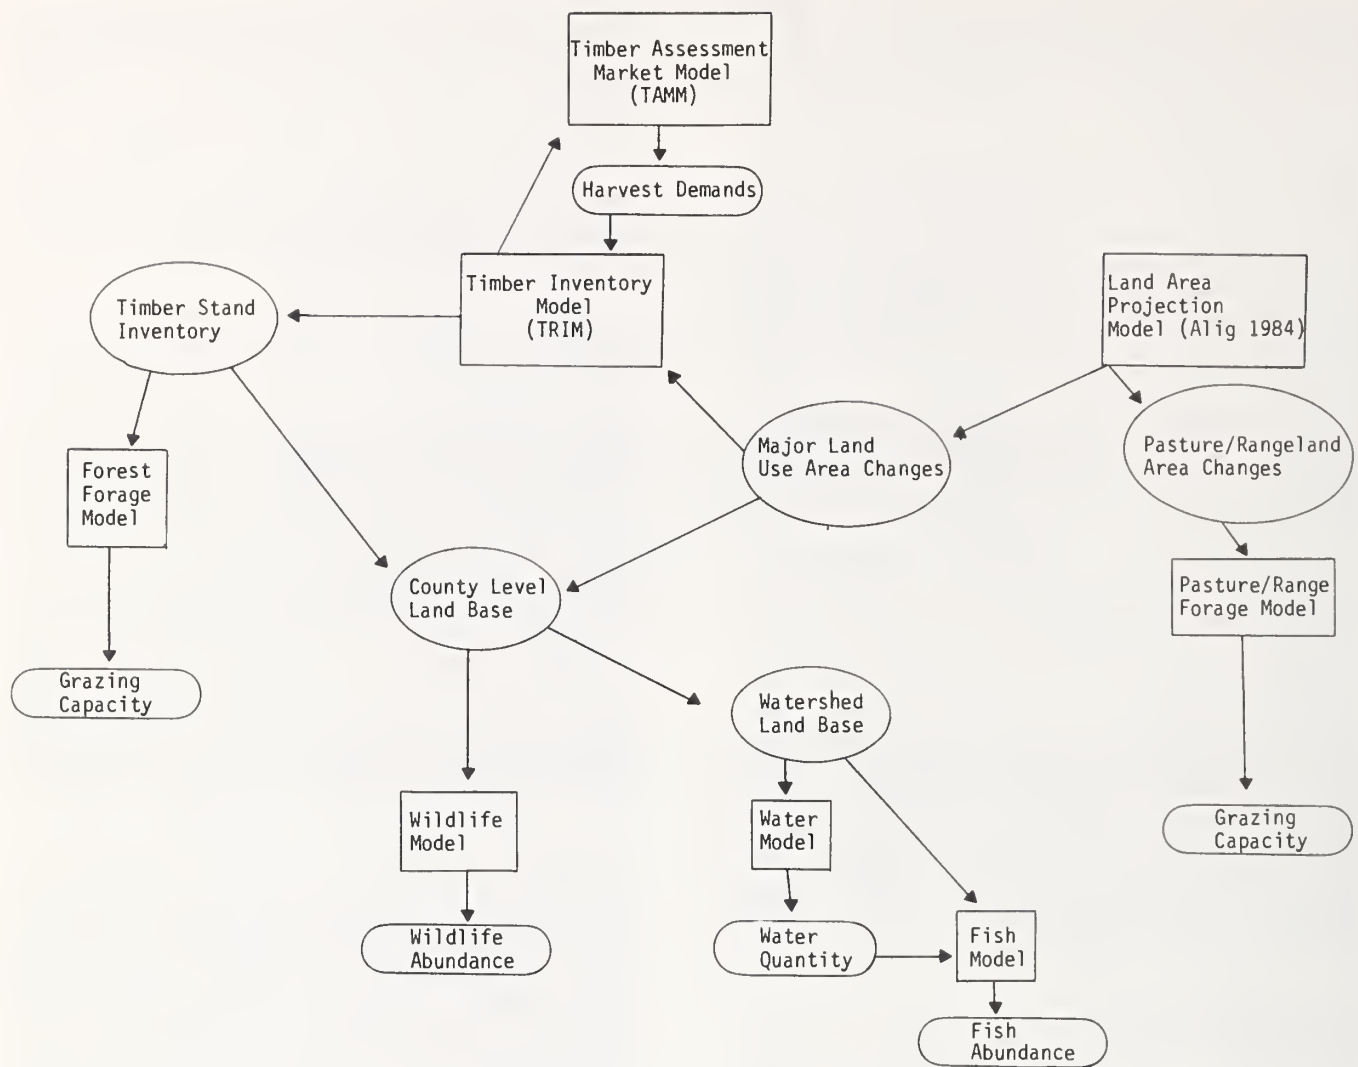 Timber Assessment
Market Model
(TAMM)
Harvest Demands
Timber Inventory
Model
(TRIM)
Timber Stand
Inventory
Land Area
Projection
Model (Alig 1984)
Major Land
Use Area Changes
Pasture/Rangeland
Area Changes
Forest
Forage
Model
County Level
Land Base
Pasture/Range
Forage Model
Grazing
Capacity
Watershed
Land Base
Wildlife
Model
Water
Model
Grazing
Capacity
Wildlife
Abundance
Water
Quantity
Fish
Model
Fish
Abundance